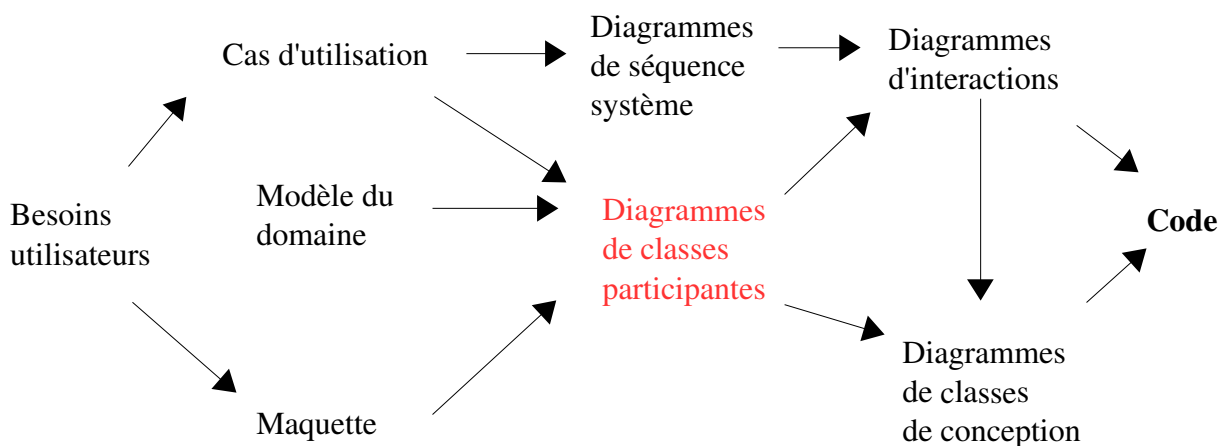 Cas d'utilisation
Diagrammes
de séquence
système
Diagrammes
d'interactions
Besoins
utilisateurs
Modèle du
domaine
Diagrammes
de classes
participantes
Code
Maquette
Diagrammes
de classes
de conception